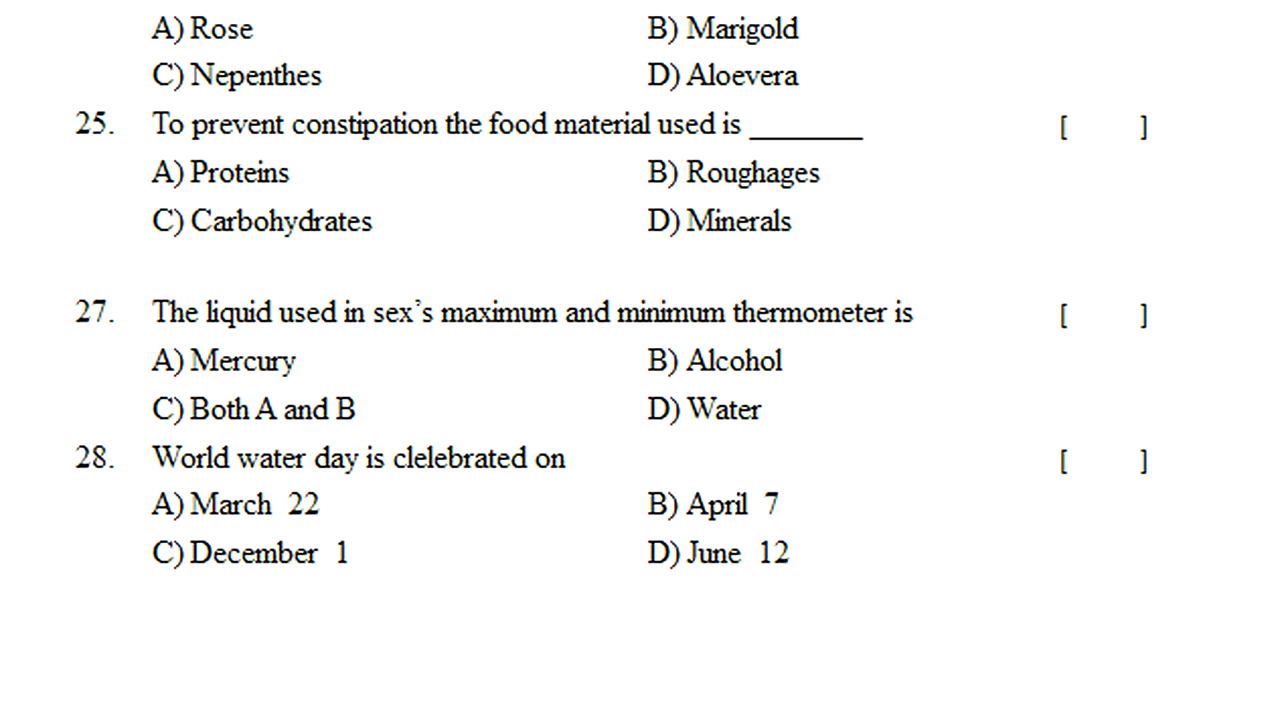 A) Rose B) Marigold
C) Nepenthes D) Aloevera
25. To prevent constipation the food material used is _______ [ ]
A) Proteins B) Roughages
C) Carbohydrates D) Minerals
27. The liquid used in sex’s maximum and minimum thermometer is [ ]
A) Mercury B) Alcohol
C) Both A and B D) Water
28. World water day is clelebrated on [ ]
A) March 22 B) April 7
C) December 1 D) June 12